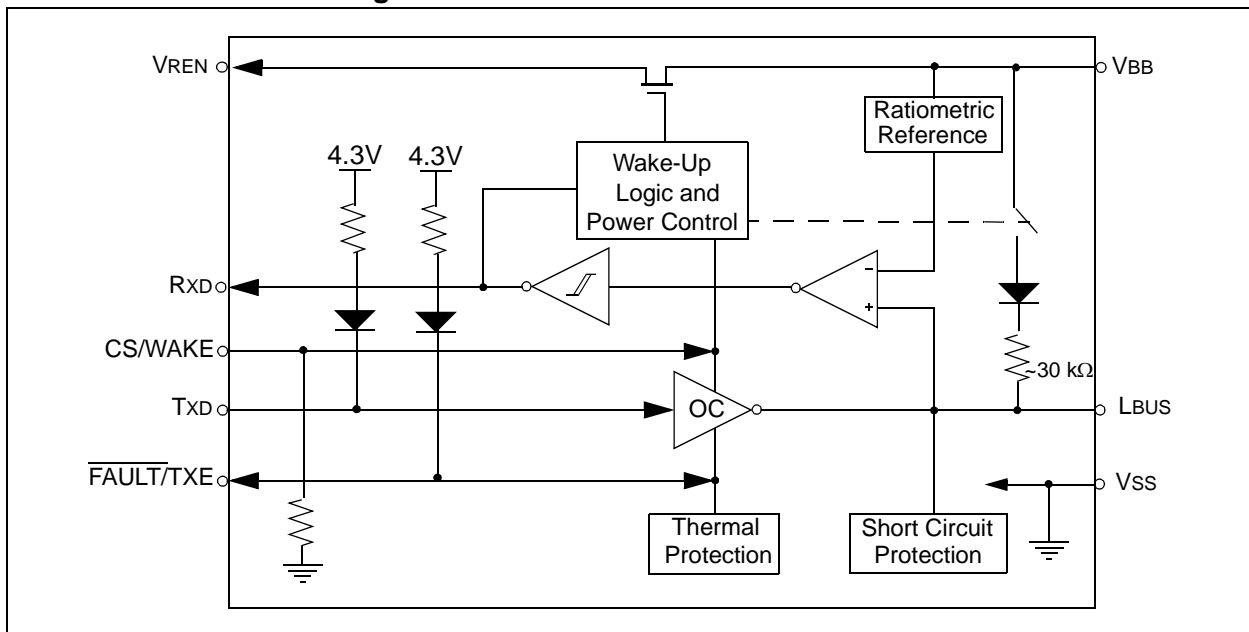 VREN
VBB
Ratiometric
Reference
4.3V
4.3V
Wake-Up
Logic and
Power Control
RXD
-
+
CS/WAKE
~30 kΩ
TXD
OC
LBUS
FAULT/TXE
VSS
Thermal
Protection
Short Circuit
Protection